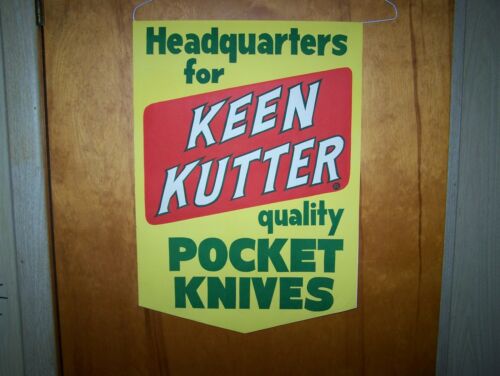 Headquarters
for
KEEN
KUTTER®
quality
POCKET
KNIVES